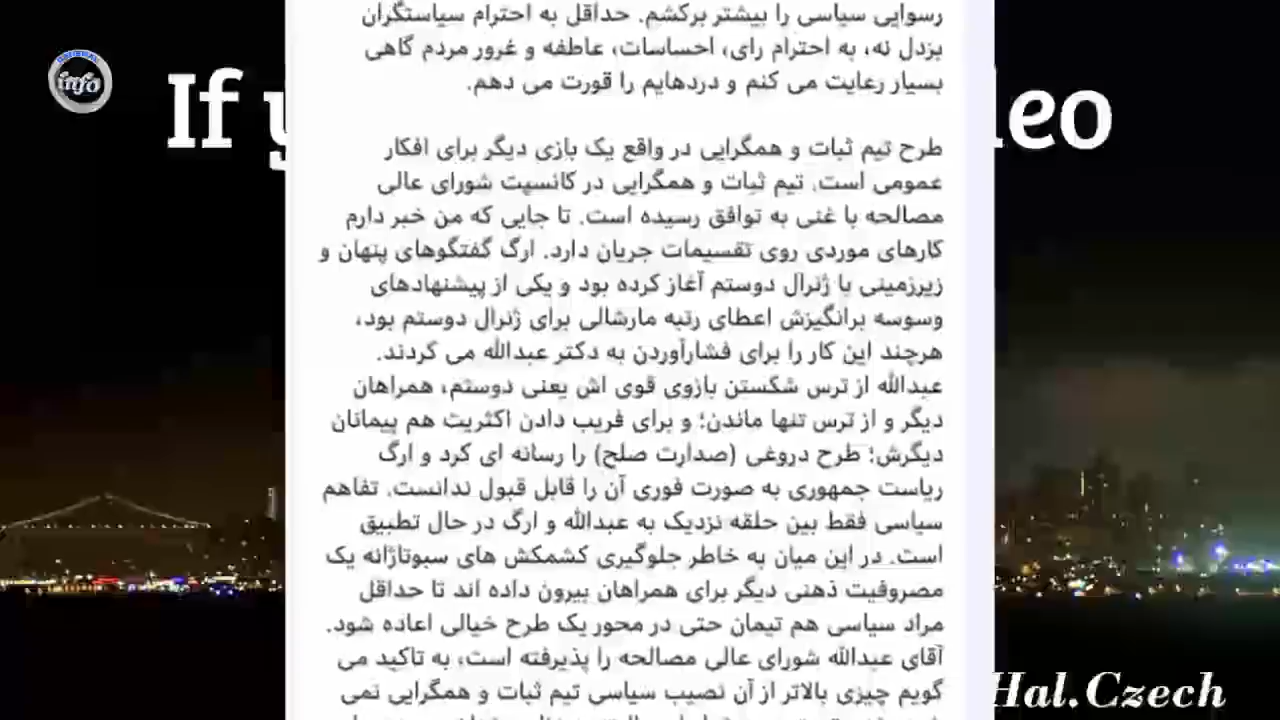 info
If y
leo
رسوایی سیاسی را بیشتر برکشم. حداقل به احترام سیاستگران
بزدل نه، به احترام رای، احساسات، عاطفه و غرور مردم گاهی
بسیار رعایت می کنم و دردهایم را قورت می دهم.
طرح تیم ثبات و همگرایی در واقع یک بازی دیگر برای افکار
عمومی است. تیم ثبات و همگرایی در کانسپت شورای عالی
مصالحه با غنی به توافق رسیده است. تا جایی که من خبر دارم
کارهای موردی روی تقسیمات جریان دارد. ارگ گفتگوهای پنهان و
زیرزمینی با ژنرال دوستم آغاز کرده بود و یکی از پیشنهادهای
وسوسه برانگیزش اعطای رتبه مارشالی برای ژنرال دوستم بود،
هرچند این کار را برای فشارآوردن به دکتر عبدالله می کردند.
عبدالله از ترس شکستن بازوی قوی اش یعنی دوستم، همراهان
دیگر و از ترس تنها ماندن؛ و برای فریب دادن اکثریت هم پیمانان
دیگرش؛ طرح دروغی (صدارت صلح) را رسانه ای کرد و ارگ
ریاست جمهوری به صورت فوری آن را قابل قبول ندانست. تفاهم
سیاسی فقط بین حلقه نزدیک به عبدالله و ارگ در حال تطبیق
است. در این میان به خاطر جلوگیری کشمکش های سبوتاژانه یک
مصروفیت ذهنی دیگر برای همراهان بیرون داده اند تا حداقل
مراد سیاسی هم تیمان حتی در محور یک طرح خیالی اعاده شود.
آقای عبدالله شورای عالی مصالحه را پذیرفته است، به تاکید می
گویم چیزی بالاتر از آن نصیب سیاسی تیم ثبات و همگرایی نمی
Hal.Czech